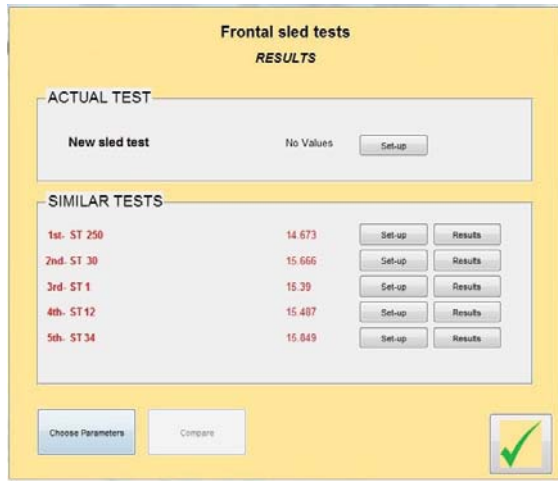 Frontal sled tests
RESULTS
ACTUAL TEST
New sled test No Values Set-up
SIMILAR TESTS
1st- ST 250 14.673 Set-up Results
2nd- ST 30 15.666 Set-up Results
3rd- ST 1 15.39 Set-up Results
4th- ST 12 15.487 Set-up Results
5th- ST 34 15.849 Set-up Results
Choose Parameters Compare